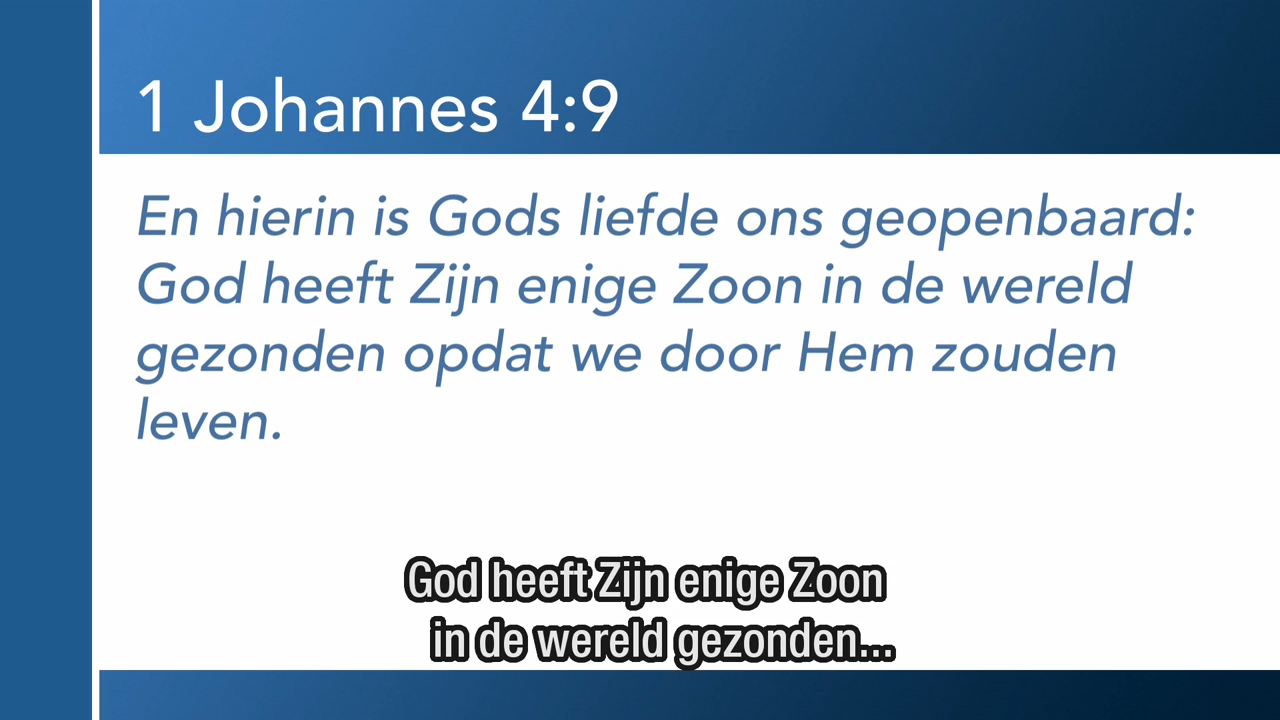 1 Johannes 4:9
En hierin is Gods liefde ons geopenbaard:
God heeft Zijn enige Zoon in de wereld
gezonden opdat we door Hem zouden
leven.
God heeft Zijn enige Zoon
in de wereld gezonden...